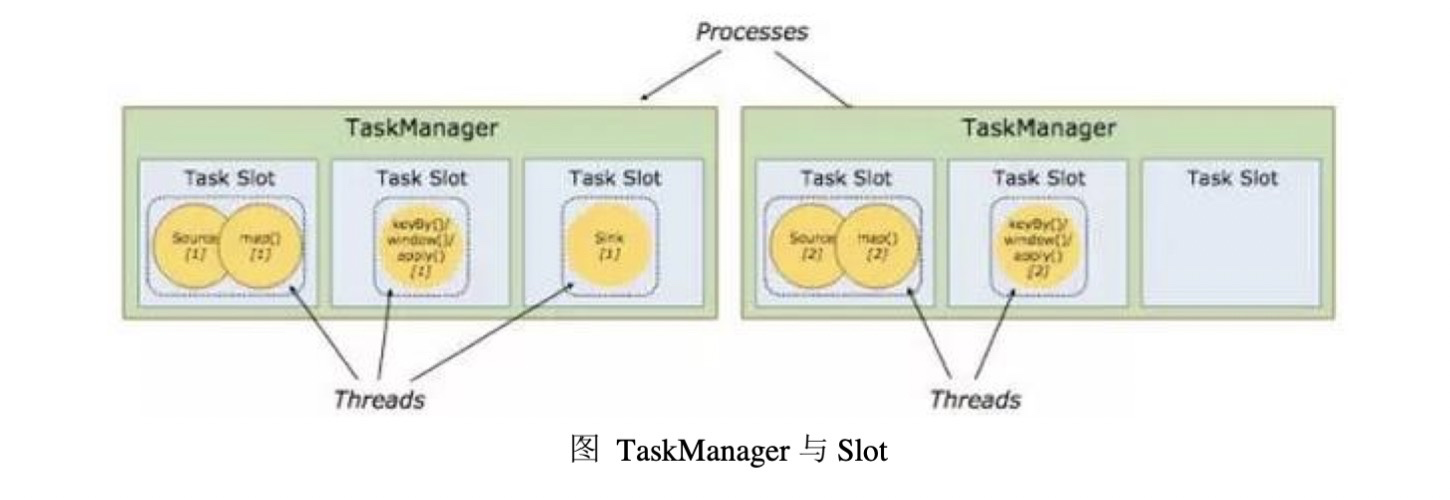 Processes
TaskManager
TaskManager
Task Slot
Task Slot
Task Slot
Task Slot
Task Slot
Task Slot
Source
[1]
map()
[1]
keyBy()/
window()/
apply()
[1]
Sink
[1]
Source
[2]
map()
[2]
keyBy()/
window()/
apply()
[2]
Threads
Threads
图 TaskManager 与 Slot